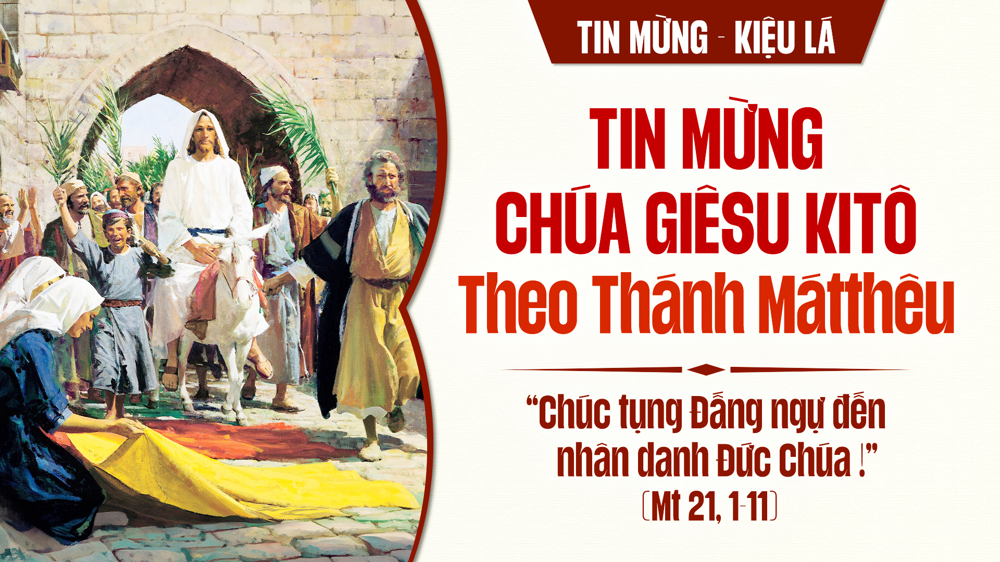 TIN MỪNG - KIỆU LÁ
TIN MỪNG
CHÚA GIÊSU KITÔ
Theo Thánh Mátthêu
“Chúc tụng Đấng ngự đến
nhân danh Đức Chúa !”
(Mt 21, 1-11)